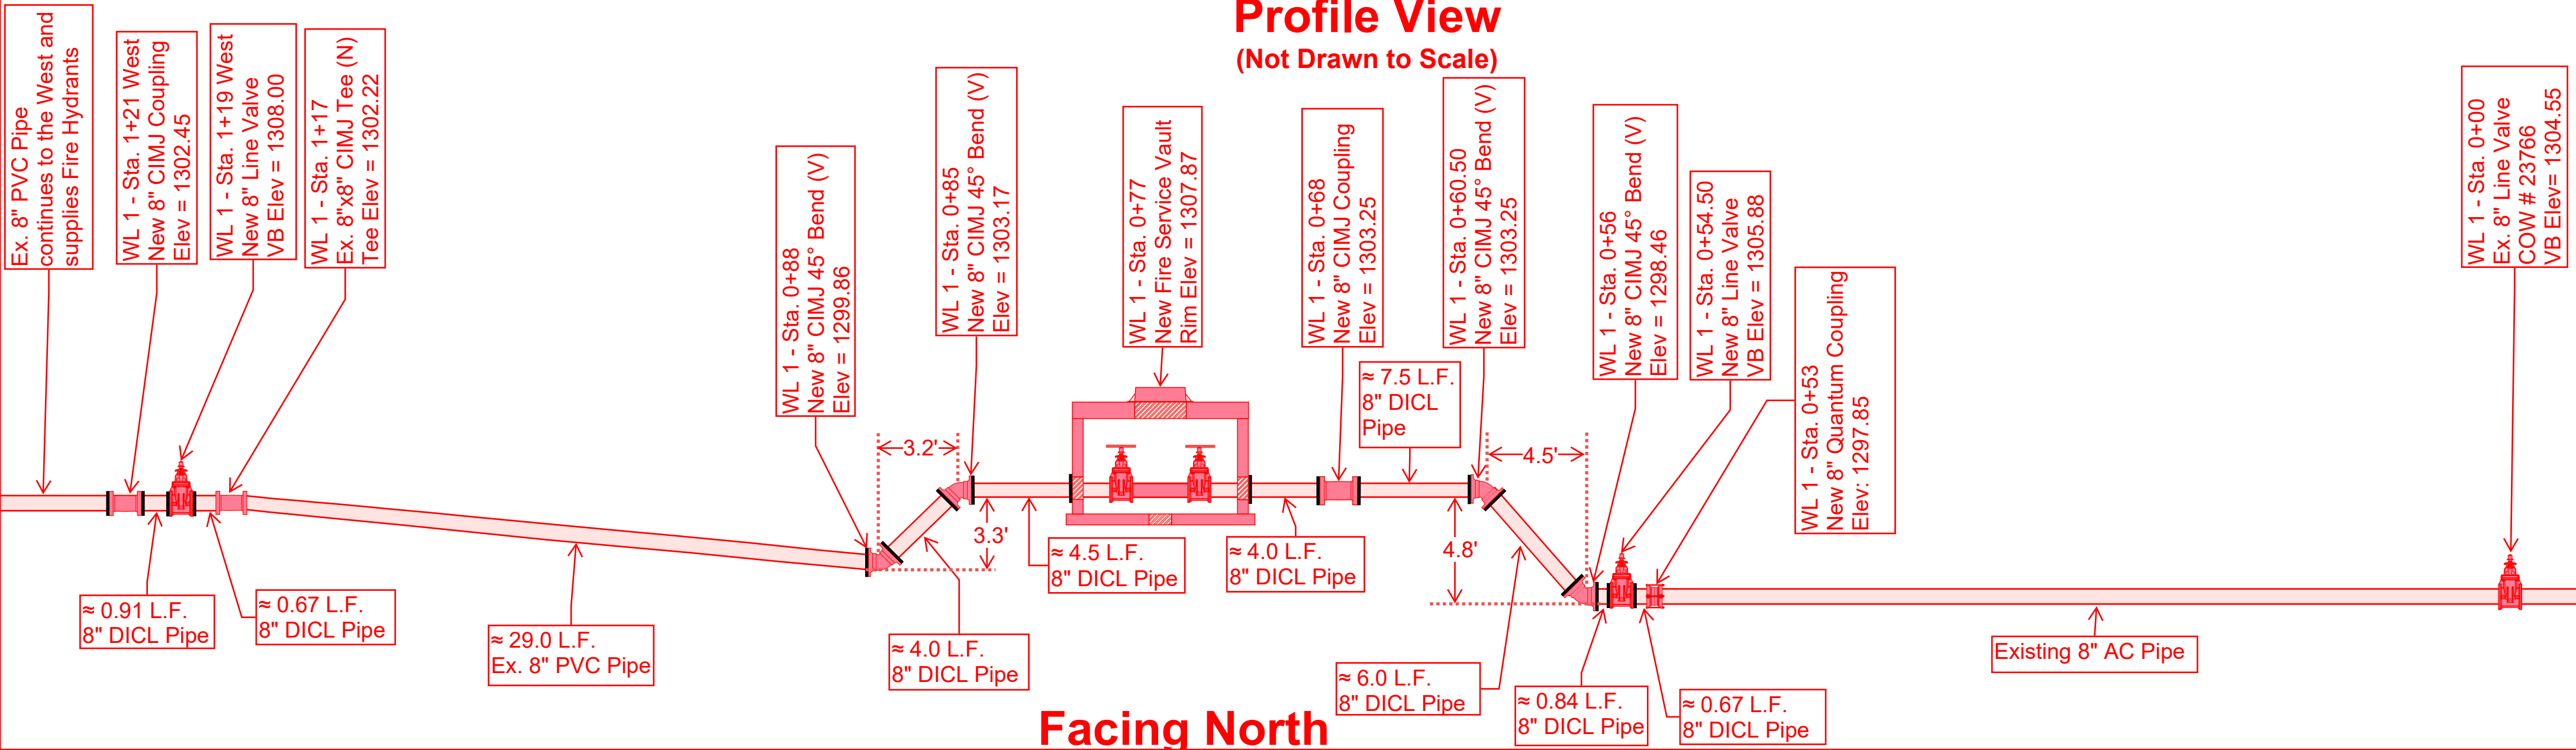 Profile View
(Not Drawn to Scale)
Ex. 8" PVC Pipe
continues to the West and
supplies Fire Hydrants
WL 1 - Sta. 1+21 West
New 8" CIMJ Coupling
Elev = 1302.45
WL 1 - Sta. 1+19 West
New 8" Line Valve
VB Elev = 1308.00
WL 1 - Sta. 1+17
Ex. 8"x8" CIMJ Tee (N)
Tee Elev = 1302.22
WL 1 - Sta. 0+88
New 8" CIMJ 45° Bend (V)
Elev = 1299.86
WL 1 - Sta. 0+85
New 8" CIMJ 45° Bend (V)
Elev = 1303.17
WL 1 - Sta. 0+77
New Fire Service Vault
Rim Elev = 1307.87
WL 1 - Sta. 0+68
New 8" CIMJ Coupling
Elev = 1303.25
WL 1 - Sta. 0+60.50
New 8" CIMJ 45° Bend (V)
Elev = 1303.25
WL 1 - Sta. 0+56
New 8" CIMJ 45° Bend (V)
Elev = 1298.46
WL 1 - Sta. 0+54.50
New 8" Line Valve
VB Elev = 1305.88
WL 1 - Sta. 0+53
New 8" Quantum Coupling
Elev: 1297.85
WL 1 - Sta. 0+00
Ex. 8" Line Valve
COW # 23766
VB Elev= 1304.55
≈ 7.5 L.F.
8" DICL
Pipe
3.2'
4.5'
3.3'
4.8'
≈ 0.91 L.F.
8" DICL Pipe
≈ 0.67 L.F.
8" DICL Pipe
≈ 29.0 L.F.
Ex. 8" PVC Pipe
≈ 4.0 L.F.
8" DICL Pipe
≈ 4.5 L.F.
8" DICL Pipe
≈ 4.0 L.F.
8" DICL Pipe
≈ 6.0 L.F.
8" DICL Pipe
≈ 0.84 L.F.
8" DICL Pipe
≈ 0.67 L.F.
8" DICL Pipe
Existing 8" AC Pipe
Facing North